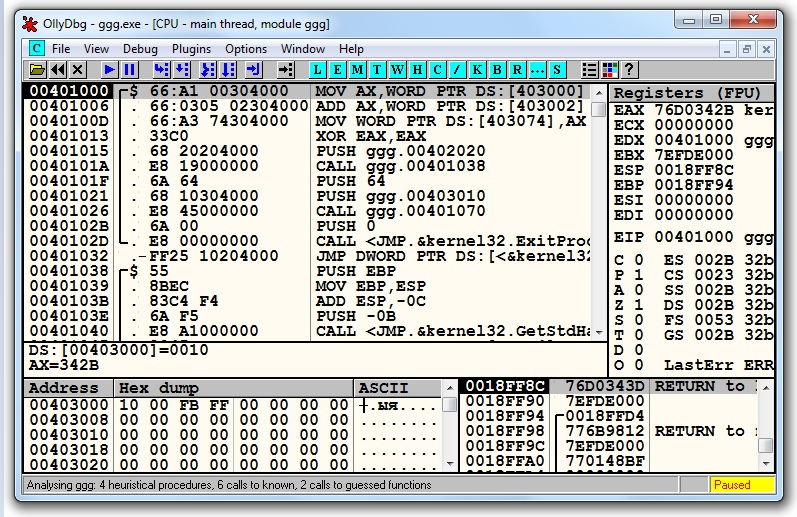 OllyDbg - ggg.exe - [CPU - main thread, module ggg]
C File View Debug Plugins Options Window Help
L E M T W H C / K B R ... S ?
00401000 $ 66:A1 00304000 MOV AX,WORD PTR DS:[403000]
00401006 . 66:0305 02304000 ADD AX,WORD PTR DS:[403002]
0040100D . 66:A3 74304000 MOV WORD PTR DS:[403074],AX
00401013 . 33C0 XOR EAX,EAX
00401015 . 68 20204000 PUSH ggg.00402020
0040101A . E8 19000000 CALL ggg.00401038
0040101F . 6A 64 PUSH 64
00401021 . 68 10304000 PUSH ggg.00403010
00401026 . E8 45000000 CALL ggg.00401070
0040102B . 6A 00 PUSH 0
0040102D . E8 00000000 CALL <JMP.&kernel32.ExitProc
00401032 .-FF25 10204000 JMP DWORD PTR DS:[<&kernel32
00401038 $ 55 PUSH EBP
00401039 . 8BEC MOV EBP,ESP
0040103B . 83C4 F4 ADD ESP,-0C
0040103E . 6A F5 PUSH -0B
00401040 . E8 A1000000 CALL <JMP.&kernel32.GetStdHa
DS:[00403000]=0010
AX=342B
Registers (FPU)
EAX 76D0342B ker
ECX 00000000
EDX 00401000 ggg
EBX 7EFDE000
ESP 0018FF8C
EBP 0018FF94
ESI 00000000
EDI 00000000
EIP 00401000 ggg
C 0 ES 002B 32b
P 1 CS 0023 32b
A 0 SS 002B 32b
Z 1 DS 002B 32b
S 0 FS 0053 32b
T 0 GS 002B 32b
D 0
O 0 LastErr ERR
Address Hex dump ASCII
00403000 10 00 FB FF 00 00 00 00 .ыя....
00403008 00 00 00 00 00 00 00 00 ........
00403010 00 00 00 00 00 00 00 00 ........
00403018 00 00 00 00 00 00 00 00 ........
00403020 00 00 00 00 00 00 00 00 ........
0018FF8C 76D0343D RETURN to
0018FF90 7EFDE000
0018FF94 0018FFD4
0018FF98 776B9812 RETURN to
0018FF9C 7EFDE000
0018FFA0 770148BF
Analysing ggg: 4 heuristical procedures, 6 calls to known, 2 calls to guessed functions
Paused